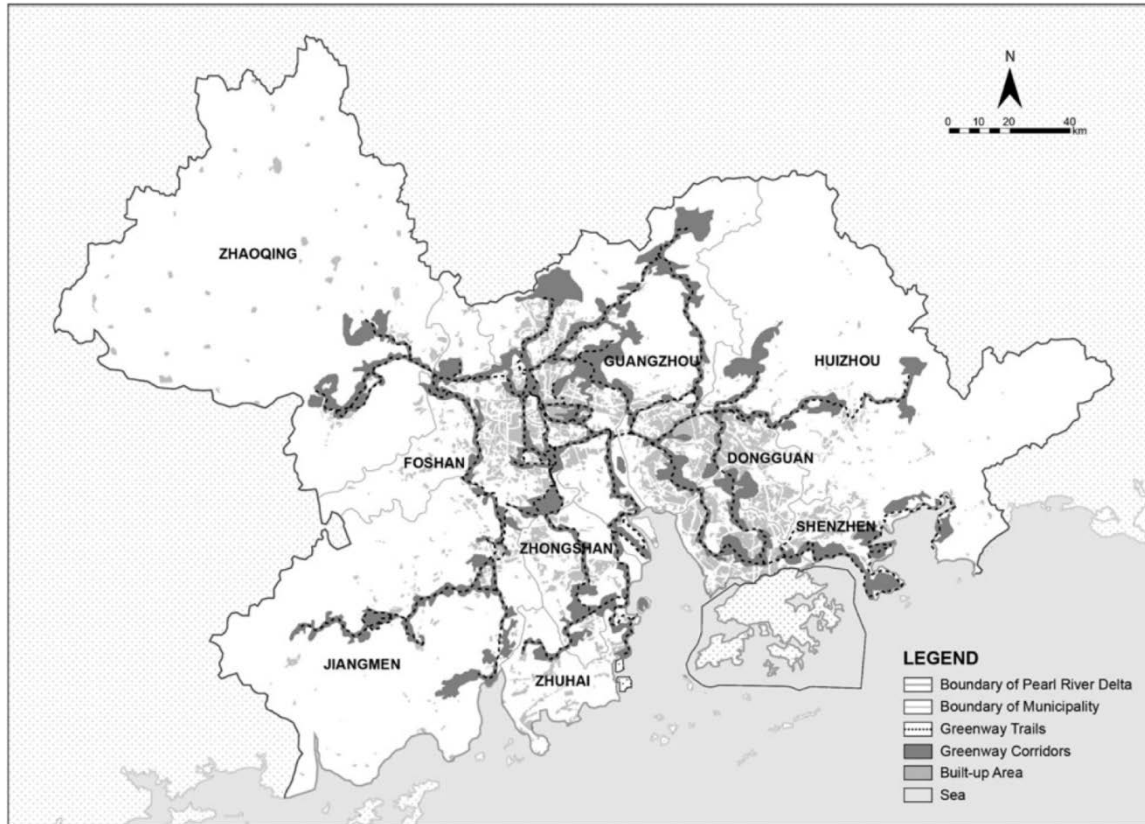 N
0 10 20 40
km
ZHAOQING
GUANGZHOU
HUIZHOU
FOSHAN
DONGGUAN
SHENZHEN
ZHONGSHAN
JIANGMEN
ZHUHAI
LEGEND
Boundary of Pearl River Delta
Boundary of Municipality
Greenway Trails
Greenway Corridors
Built-up Area
Sea